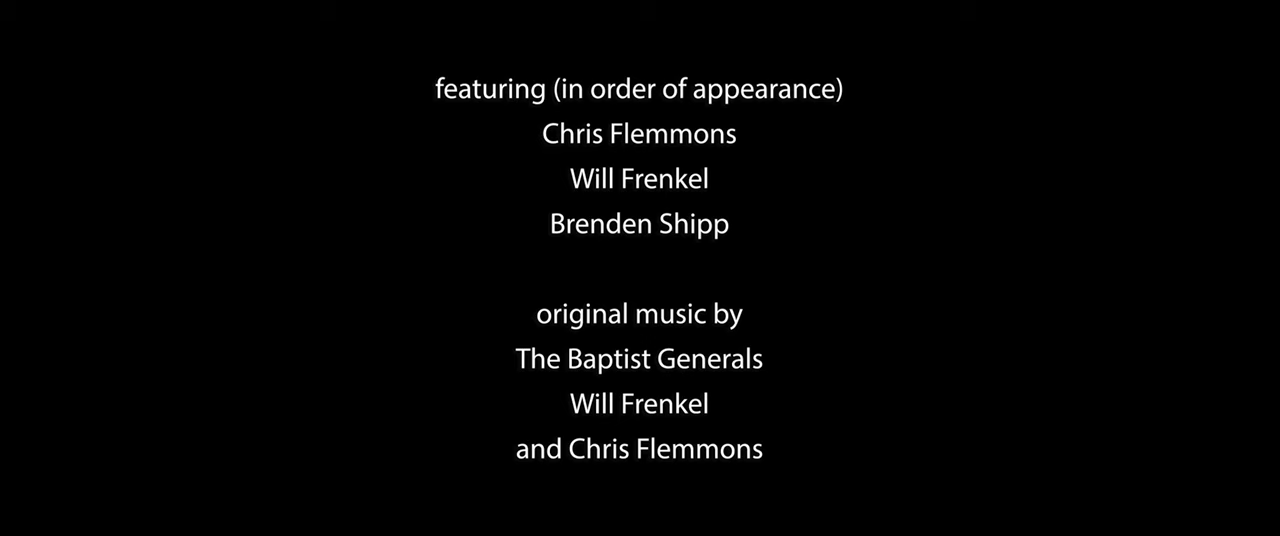 featuring (in order of appearance)
Chris Flemmons
Will Frenkel
Brenden Shipp
original music by
The Baptist Generals
Will Frenkel
and Chris Flemmons